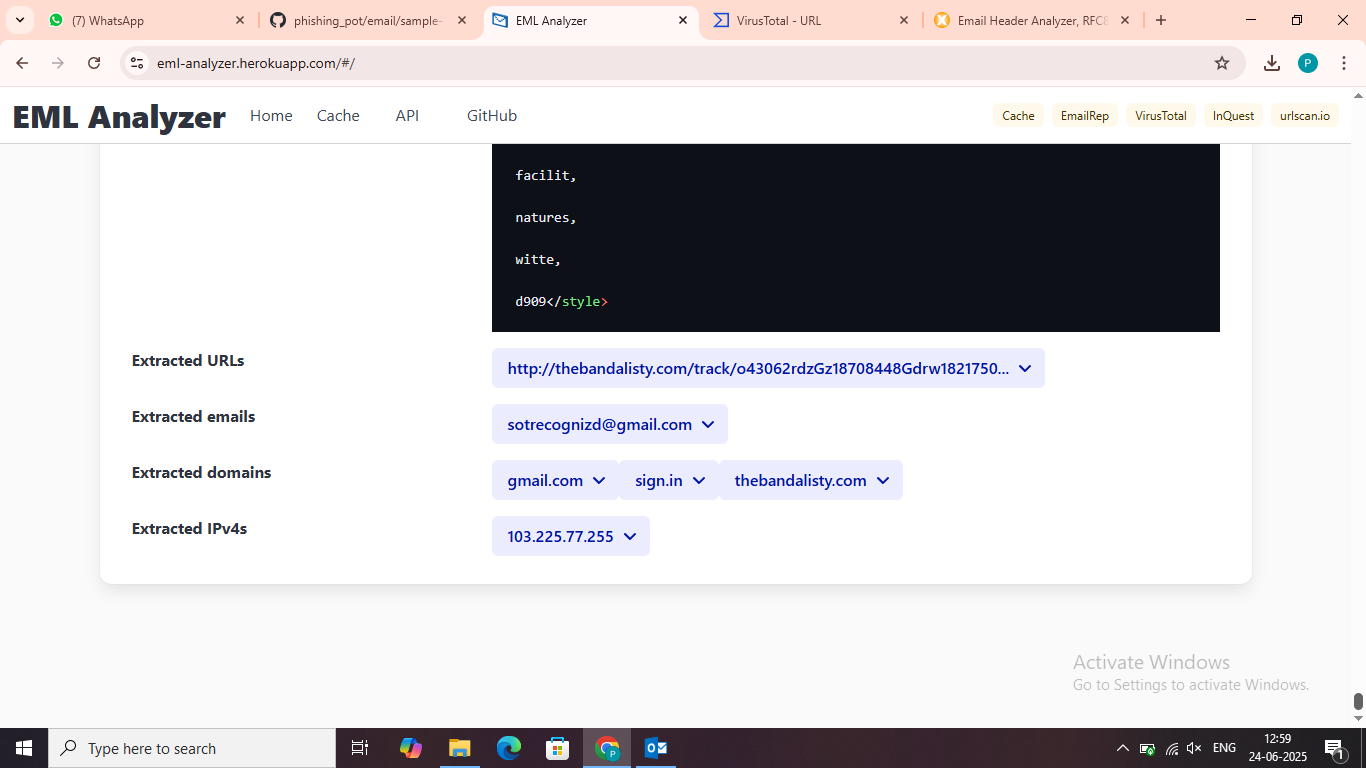 (7) WhatsApp
phishing_pot/email/sample-
EML Analyzer
VirusTotal - URL
Email Header Analyzer, RFC8
eml-analyzer.herokuapp.com/#/
P
EML Analyzer
Home
Cache
API
GitHub
Cache
EmailRep
VirusTotal
InQuest
urlscan.io
facilit,
natures,
witte,
d909</style>
Extracted URLs
http://thebandalisty.com/track/o43062rdzGz18708448Gdrw1821750...
Extracted emails
sotrecognizd@gmail.com
Extracted domains
gmail.com
sign.in
thebandalisty.com
Extracted IPv4s
103.225.77.255
Activate Windows
Go to Settings to activate Windows.
Type here to search
P
ENG
12:59
24-06-2025
1